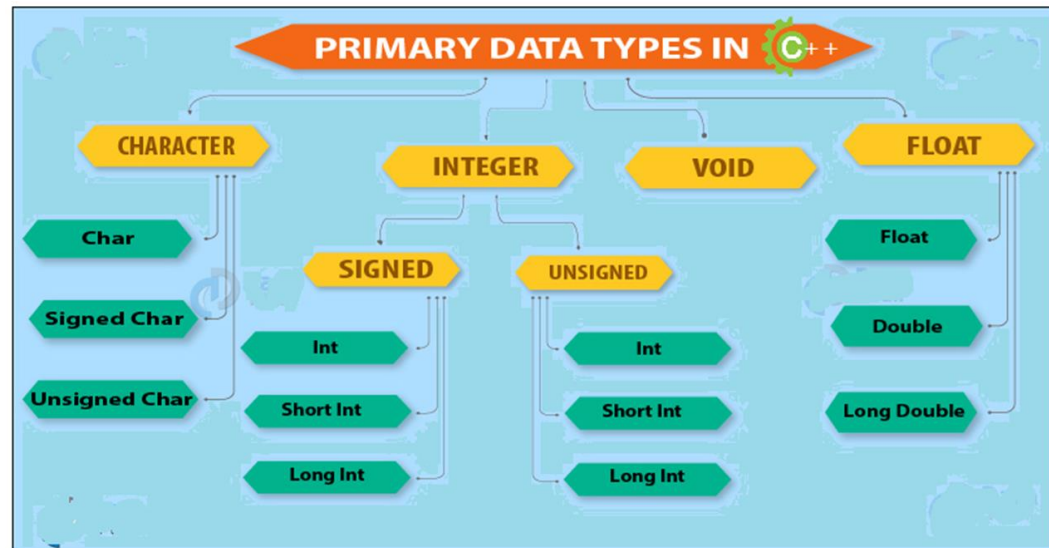 PRIMARY DATA TYPES IN C++
CHARACTER
Char
Signed Char
Unsigned Char
INTEGER
SIGNED
Int
Short Int
Long Int
UNSIGNED
Int
Short Int
Long Int
VOID
FLOAT
Float
Double
Long Double